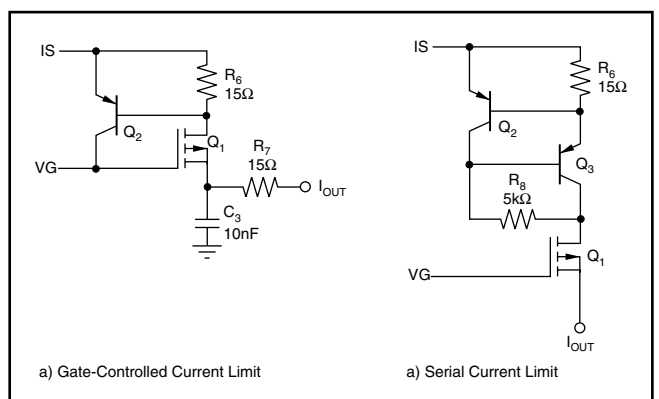 IS
R6
15Ω
Q2
Q1
VG
R7
15Ω
IOUT
C3
10nF
a) Gate-Controlled Current Limit
IS
R6
15Ω
Q2
Q3
R8
5kΩ
Q1
VG
IOUT
a) Serial Current Limit